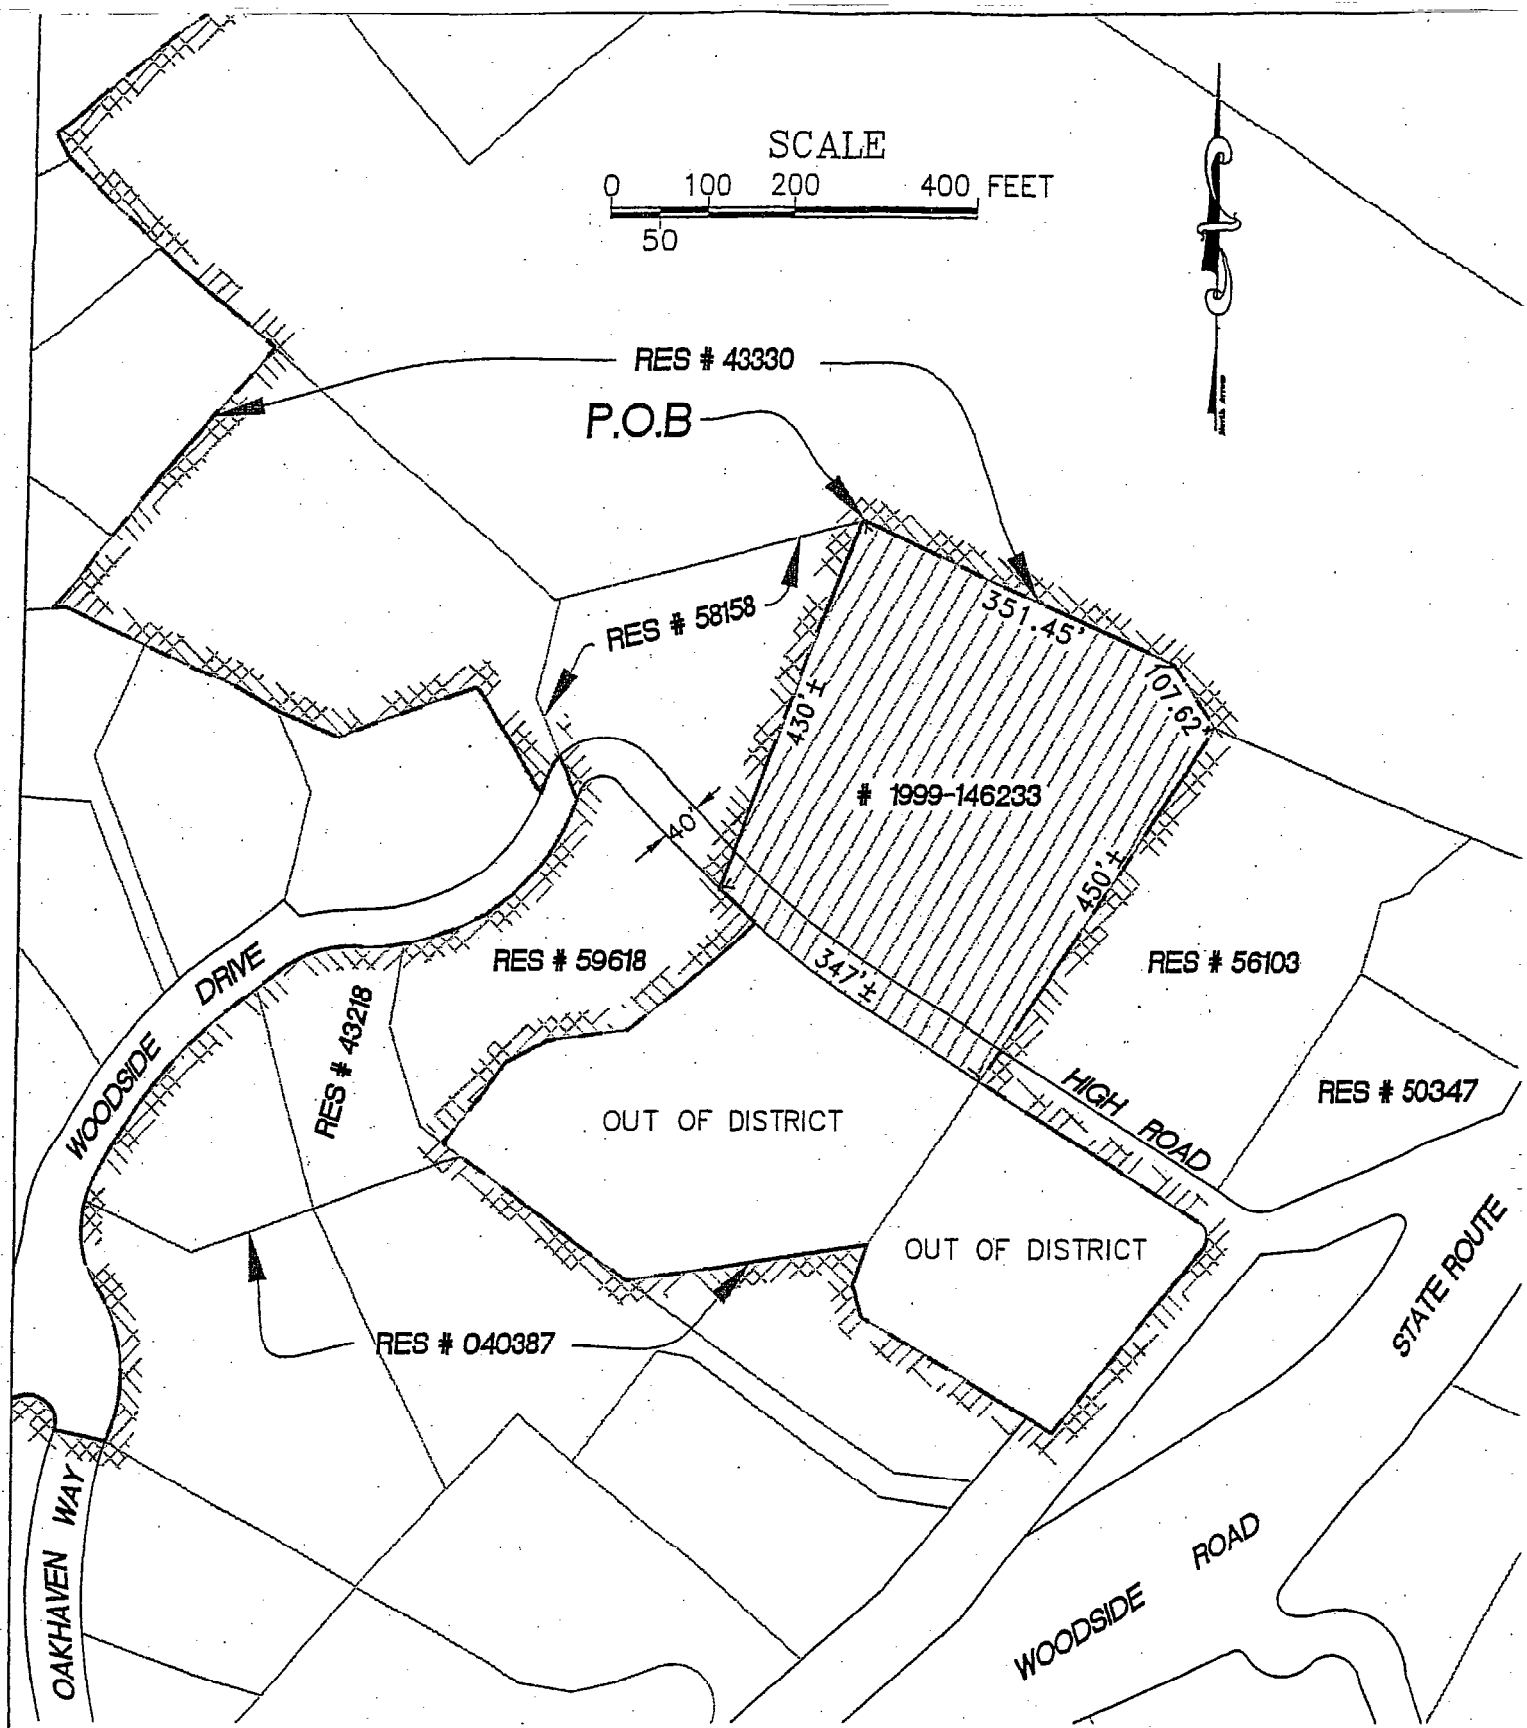 SCALE
0 100 200 400 FEET
50
North Arrow
RES # 43330
P.O.B
RES # 58158
351.45'
107.62'
430'±
# 1999-146233
40'
450'±
347'±
RES # 59618
RES # 56103
WOODSIDE DRIVE
RES # 43218
HIGH ROAD
RES # 50347
OUT OF DISTRICT
OUT OF DISTRICT
STATE ROUTE
RES # 040387
OAKHAVEN WAY
WOODSIDE ROAD